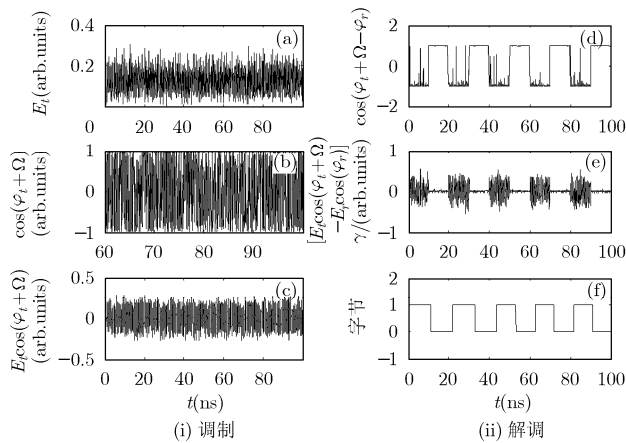 E_t(arb.units)
0.4
0.2
0
(a)
20 40 60 80
cos(φ_t+Ω)
(arb.units)
1
0
−1
(b)
60 70 80 90
E_tcos(φ_t+Ω)
(arb.units)
0.5
0
−0.5
(c)
0 20 40 60 80
t(ns)
(i) 调制
cos(φ_t+Ω−φ_r)
2
0
−2
(d)
0 20 40 60 80 100
[E_tcos(φ_t+Ω)
−E_rcos(φ_r)]
γ/(arb.units)
1
0
−1
(e)
0 20 40 60 80 100
字节
2
1
0
−1
(f)
0 20 40 60 80 100
t(ns)
(ii) 解调